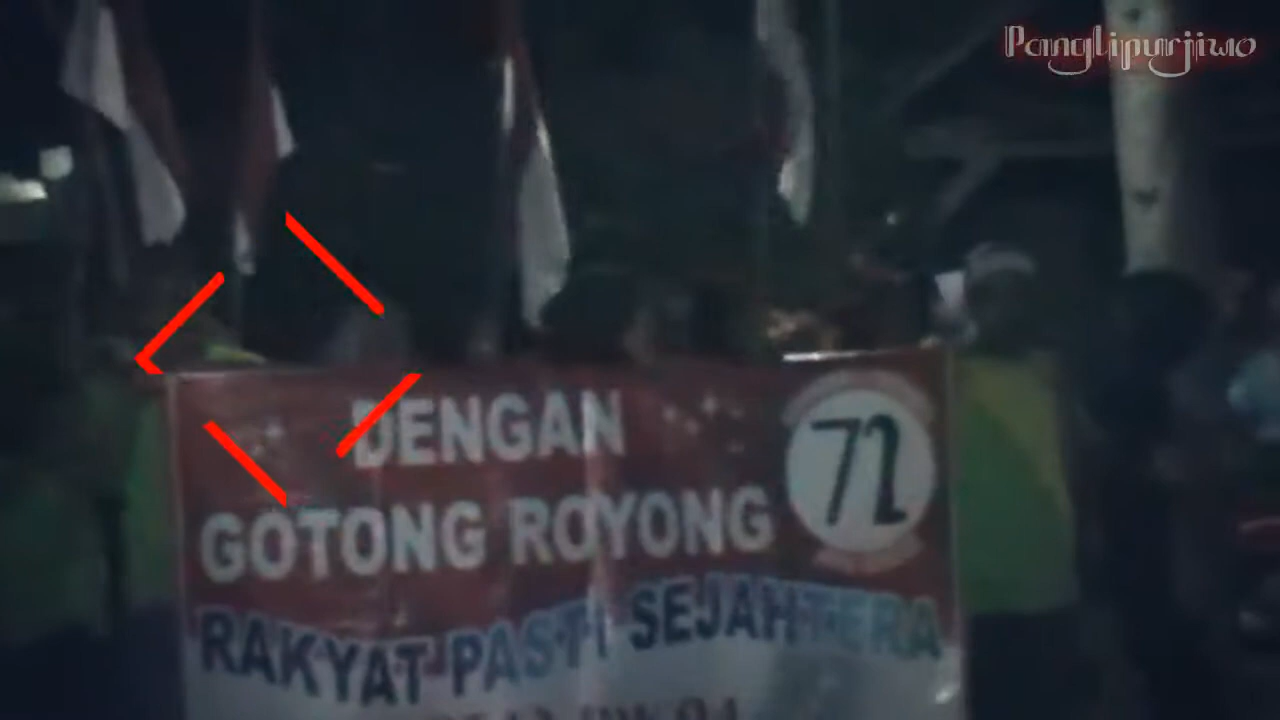 Panglipurjiwo
DENGAN
GOTONG ROYONG
72
RAKYAT PASTI SEJAHTERA